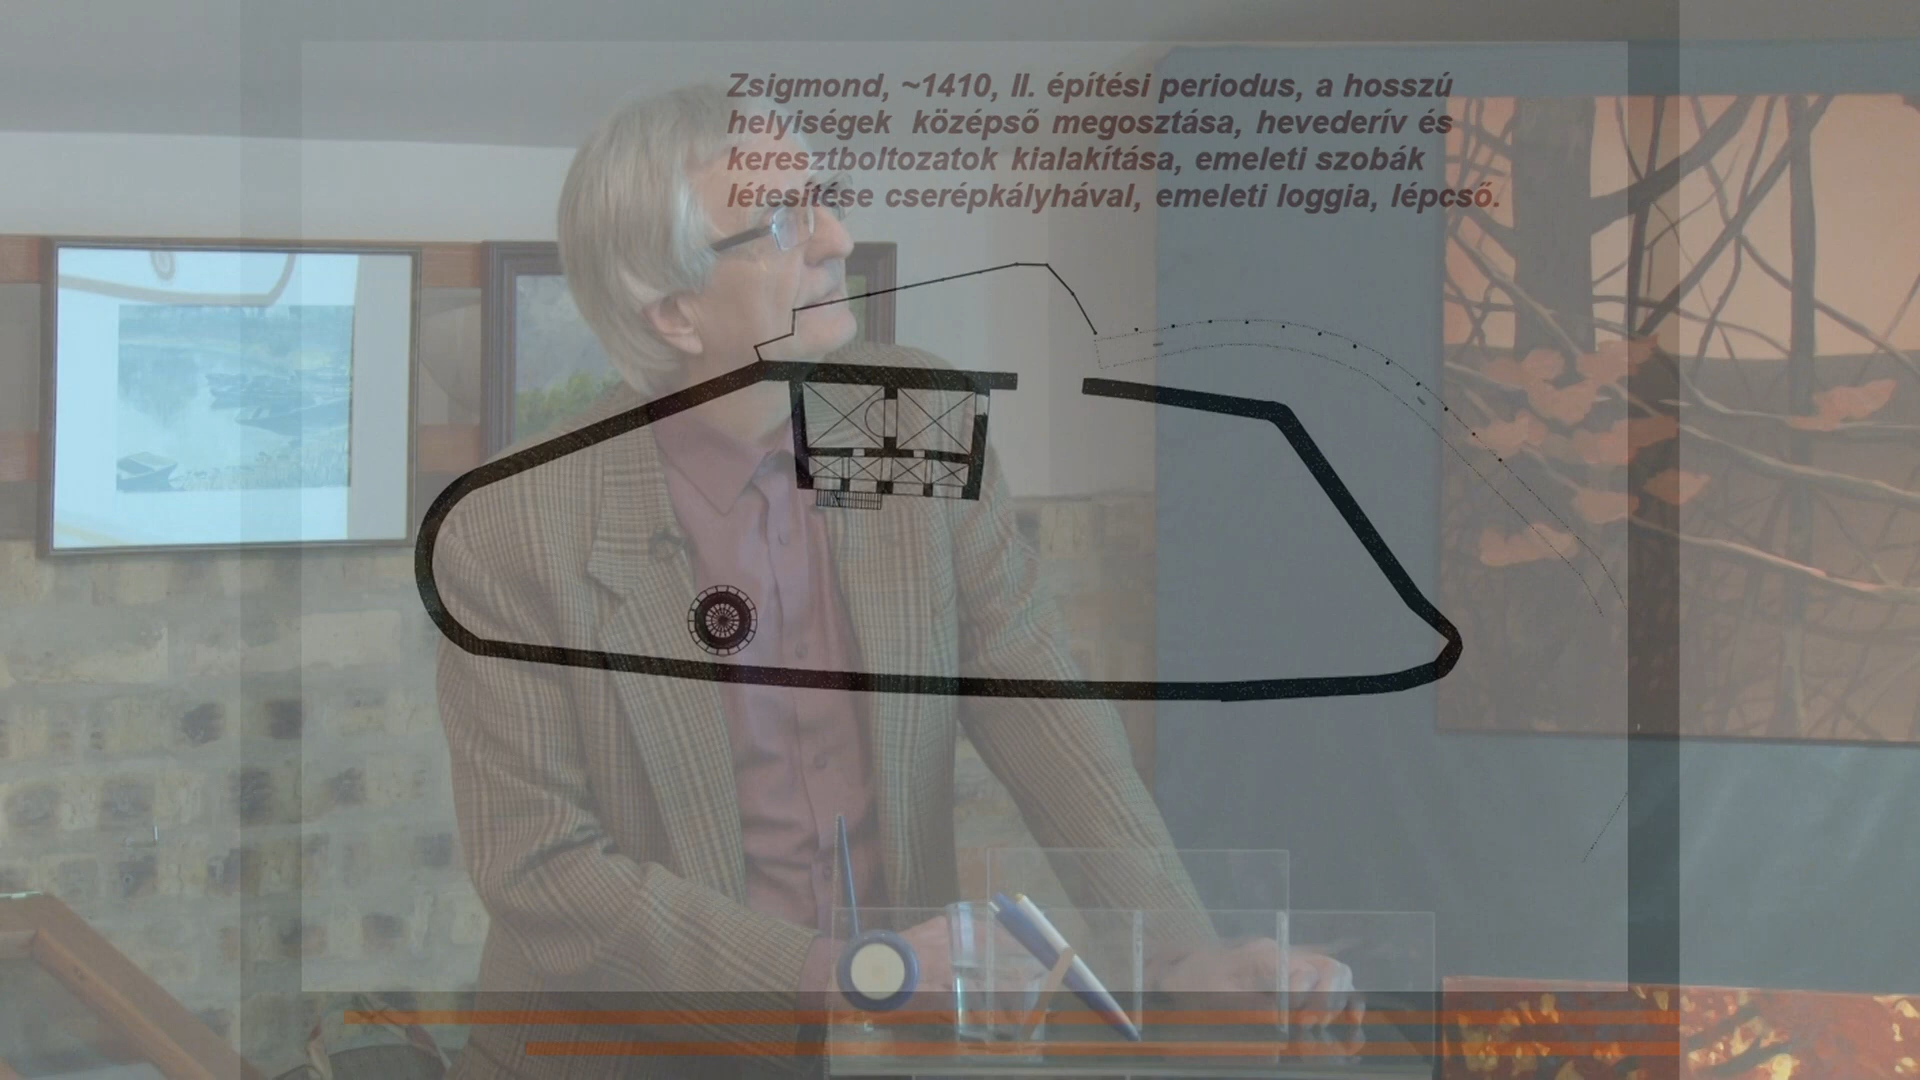 Zsigmond, ~1410, II. építési periodus, a hosszú
helyiségek középső megosztása, hevederív és
keresztboltozatok kialakítása, emeleti szobák
létesítése cserépkályhával, emeleti loggia, lépcső.